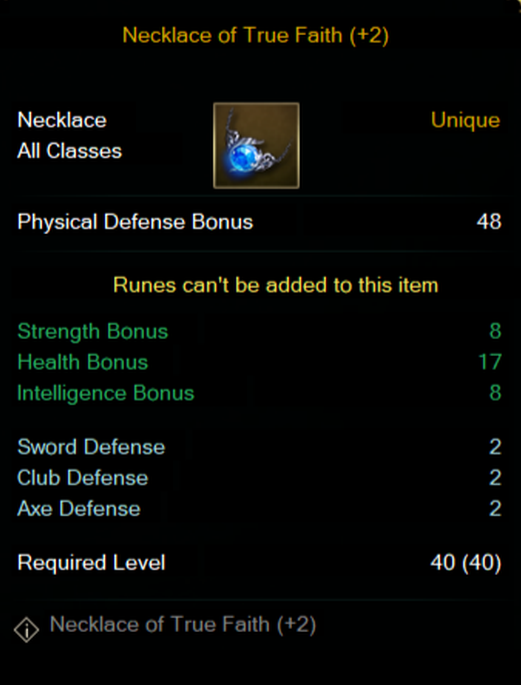 Necklace of True Faith (+2)
Necklace Unique
All Classes
Physical Defense Bonus 48
Runes can't be added to this item
Strength Bonus 8
Health Bonus 17
Intelligence Bonus 8
Sword Defense 2
Club Defense 2
Axe Defense 2
Required Level 40 (40)
Necklace of True Faith (+2)